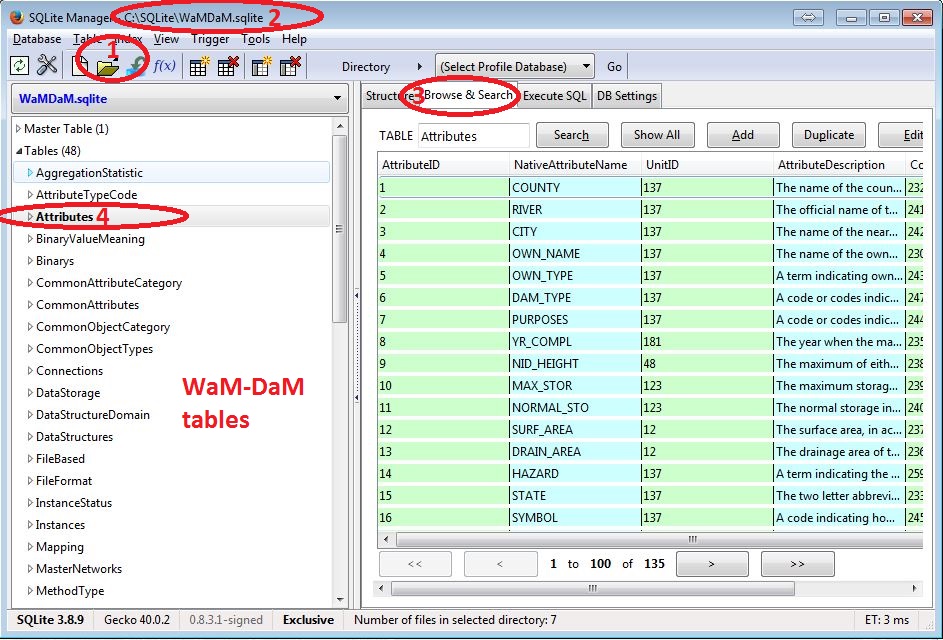 SQLite Manager - C:\SQLite\WaMDaM.sqlite 2
Database Table Index View Trigger Tools Help
1
f(x) Directory (Select Profile Database) Go
WaMDaM.sqlite
Master Table (1)
Tables (48)
AggregationStatistic
AttributeTypeCode
Attributes 4
BinaryValueMeaning
Binarys
CommonAttributeCategory
CommonAttributes
CommonObjectCategory
CommonObjectTypes
Connections
DataStorage
DataStructureDomain
DataStructures
FileBased
FileFormat
InstanceStatus
Instances
Mapping
MasterNetworks
MethodType
WaM-DaM
tables
Structure 3 Browse & Search Execute SQL DB Settings
TABLE Attributes Search Show All Add Duplicate Edit
AttributeID NativeAttributeName UnitID AttributeDescription Co
1 COUNTY 137 The name of the coun... 232
2 RIVER 137 The official name of t... 241
3 CITY 137 The name of the near... 242
4 OWN_NAME 137 The name of the own... 230
5 OWN_TYPE 137 A term indicating own... 243
6 DAM_TYPE 137 A code or codes indic... 247
7 PURPOSES 137 A code or codes indic... 244
8 YR_COMPL 181 The year when the ma... 235
9 NID_HEIGHT 48 The maximum of eith... 238
10 MAX_STOR 123 The maximum storag... 239
11 NORMAL_STO 123 The normal storage in... 240
12 SURF_AREA 12 The surface area, in ac... 237
13 DRAIN_AREA 12 The drainage area of t... 236
14 HAZARD 137 A term indicating the ... 259
15 STATE 137 The two letter abbrevi... 233
16 SYMBOL 137 A code indicating ho... 245
<< < 1 to 100 of 135 > >>
SQLite 3.8.9 Gecko 40.0.2 0.8.3.1-signed Exclusive Number of files in selected directory: 7 ET: 3 ms